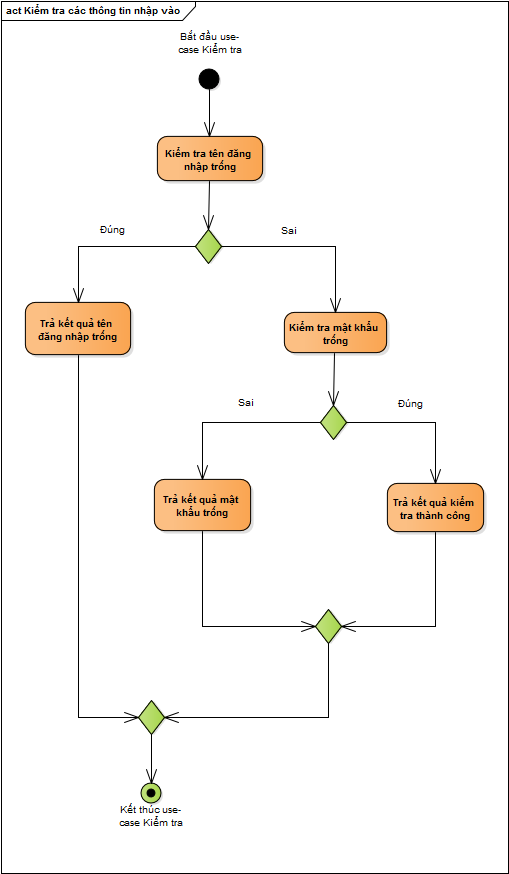 act Kiểm tra các thông tin nhập vào
Bắt đầu use-
case Kiểm tra
Kiểm tra tên đăng
nhập trống
Đúng
Sai
Trả kết quả tên
đăng nhập trống
Kiểm tra mật khẩu
trống
Sai
Đúng
Trả kết quả mật
khẩu trống
Trả kết quả kiểm
tra thành công
Kết thúc use-
case Kiểm tra